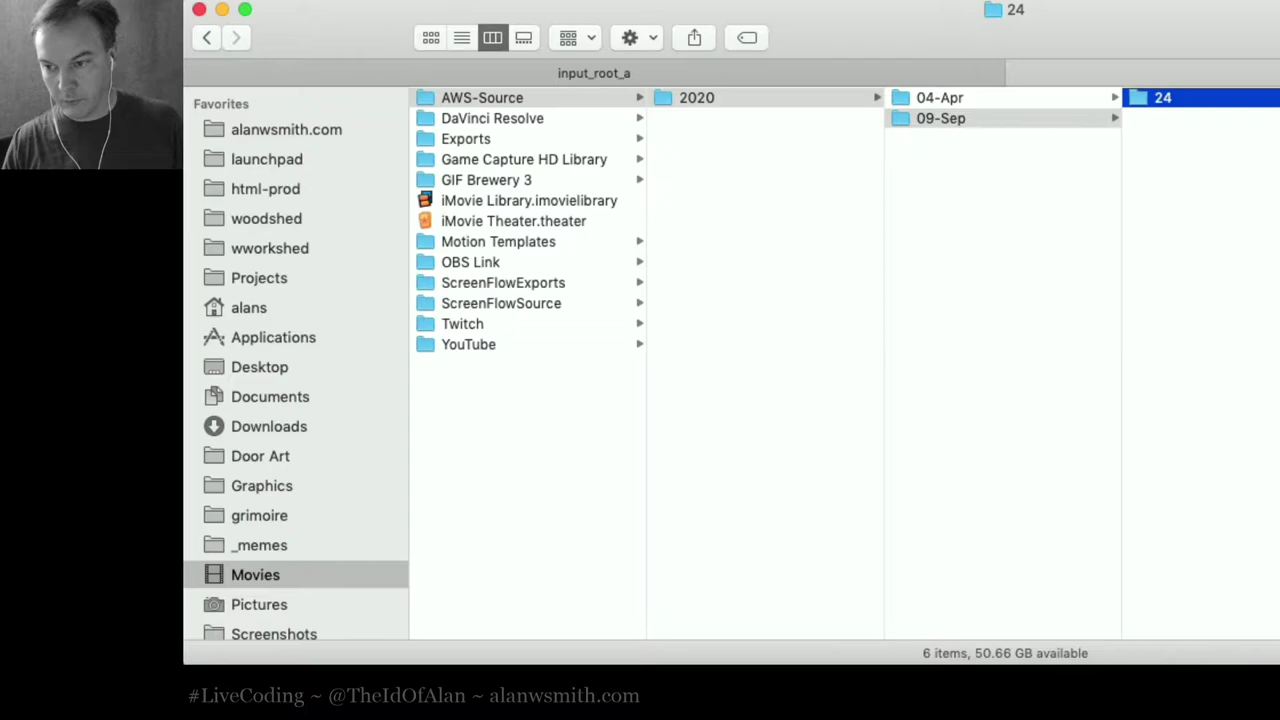 24
input_root_a
Favorites
alanwsmith.com
launchpad
html-prod
woodshed
wworkshed
Projects
alans
Applications
Desktop
Documents
Downloads
Door Art
Graphics
grimoire
_memes
Movies
Pictures
Screenshots
AWS-Source
DaVinci Resolve
Exports
Game Capture HD Library
GIF Brewery 3
iMovie Library.imovielibrary
iMovie Theater.theater
Motion Templates
OBS Link
ScreenFlowExports
ScreenFlowSource
Twitch
YouTube
2020
04-Apr
09-Sep
24
6 items, 50.66 GB available
#LiveCoding ~ @TheIdOfAlan ~ alanwsmith.com